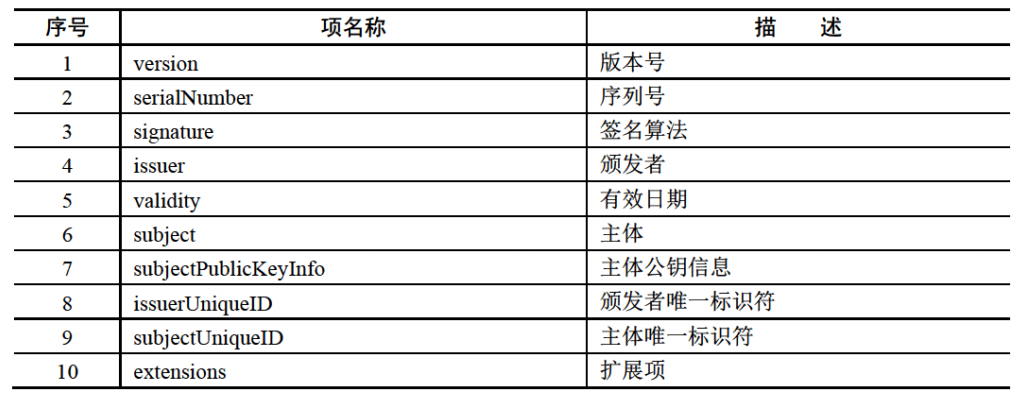 序号 项名称 描 述
1 version 版本号
2 serialNumber 序列号
3 signature 签名算法
4 issuer 颁发者
5 validity 有效日期
6 subject 主体
7 subjectPublicKeyInfo 主体公钥信息
8 issuerUniqueID 颁发者唯一标识符
9 subjectUniqueID 主体唯一标识符
10 extensions 扩展项